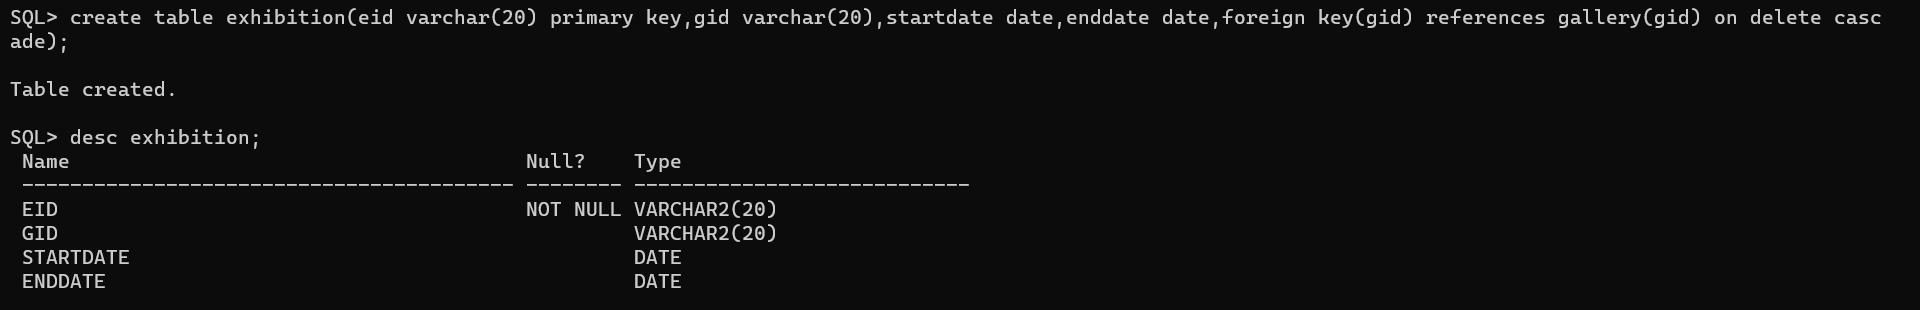 SQL> create table exhibition(eid varchar(20) primary key,gid varchar(20),startdate date,enddate date,foreign key(gid) references gallery(gid) on delete casc
ade);
Table created.
SQL> desc exhibition;
Name Null? Type
----------------------------------------- -------- ----------------------------
EID NOT NULL VARCHAR2(20)
GID VARCHAR2(20)
STARTDATE DATE
ENDDATE DATE